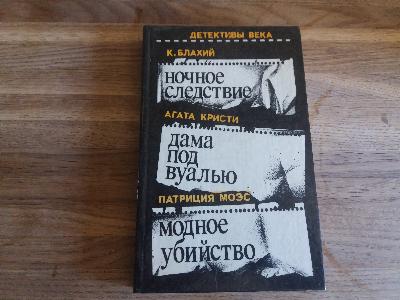 ДЕТЕКТИВЫ ВЕКА
К. БЛАХИЙ
НОЧНОЕ
СЛЕДСТВИЕ
АГАТА КРИСТИ
ДАМА
ПОД
ВУАЛЬЮ
ПАТРИЦИЯ МОЭС
МОДНОЕ
УБИЙСТВО